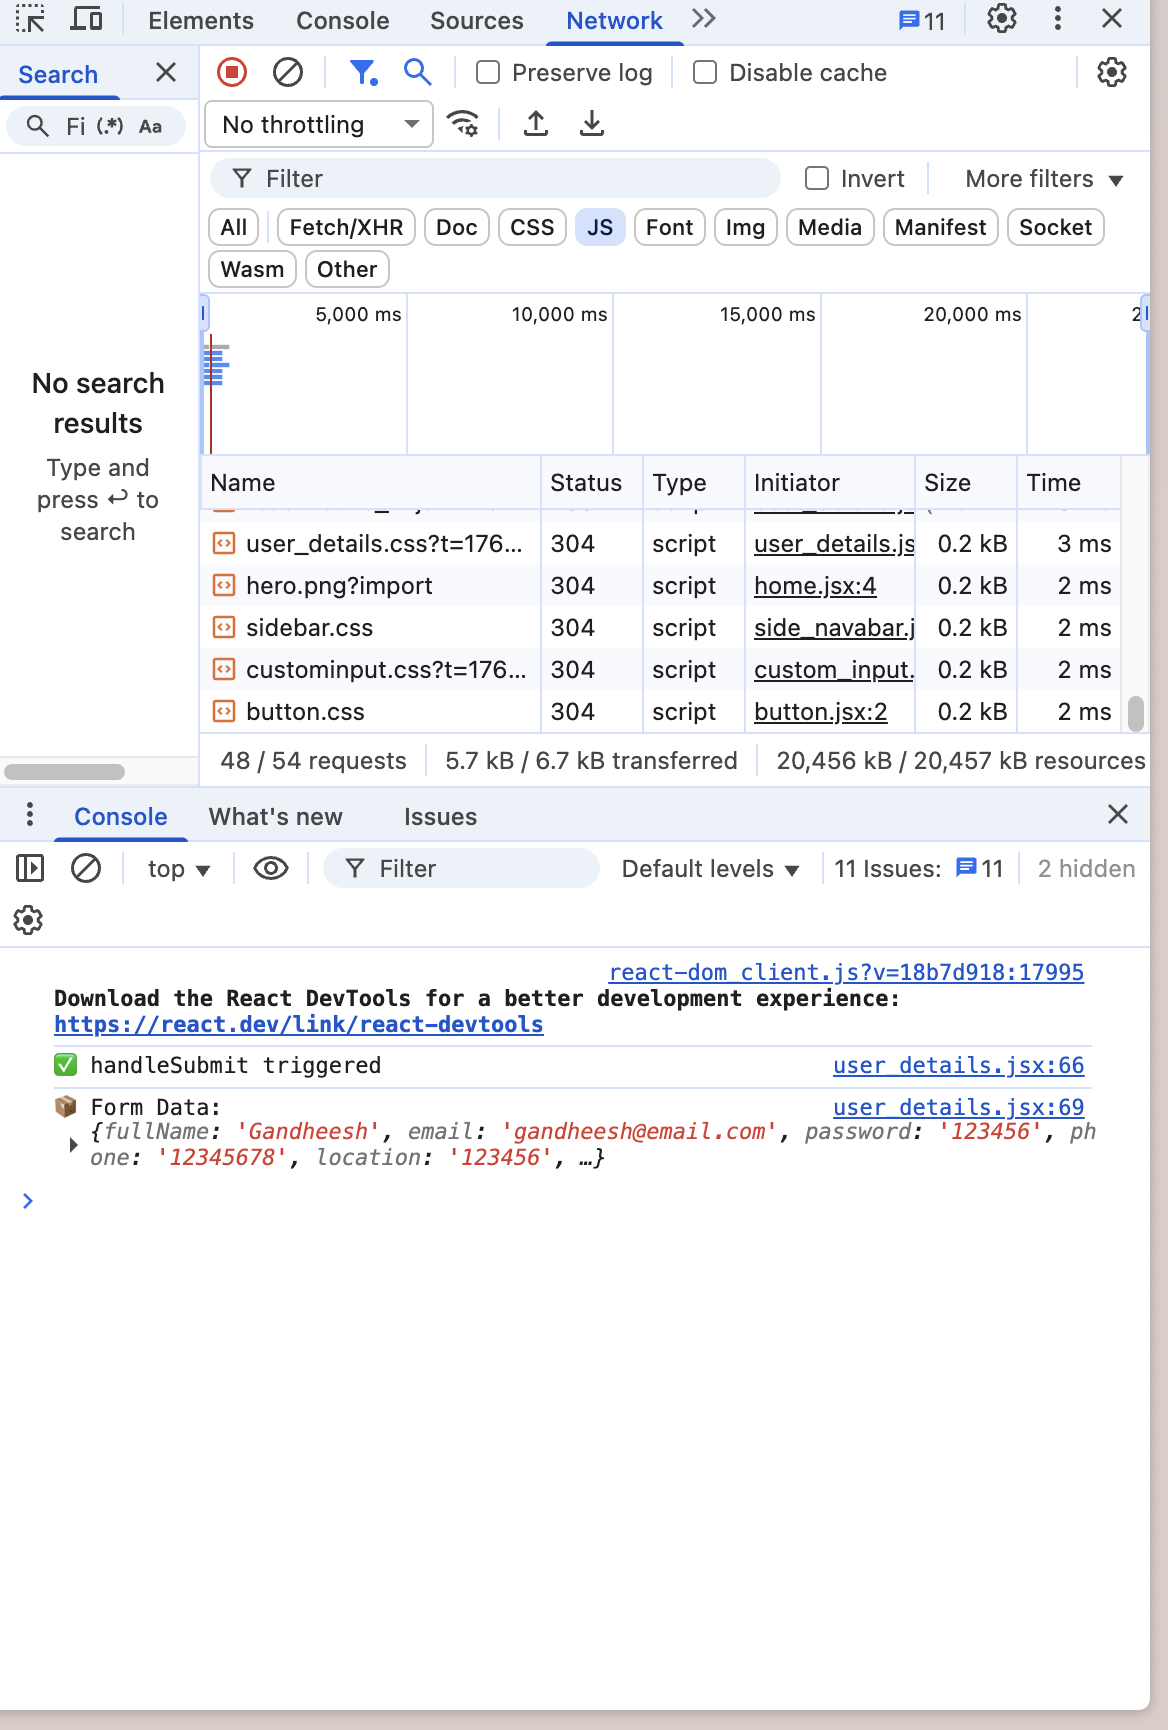 Elements Console Sources Network 11
Search
Preserve log Disable cache
Fi (.*) Aa
No throttling
Filter Invert More filters
All Fetch/XHR Doc CSS JS Font Img Media Manifest Socket
Wasm Other
5,000 ms 10,000 ms 15,000 ms 20,000 ms
No search
results
Type and
press ↩ to
search
Name Status Type Initiator Size Time
user_details.css?t=176... 304 script user_details.js 0.2 kB 3 ms
hero.png?import 304 script home.jsx:4 0.2 kB 2 ms
sidebar.css 304 script side_navabar.j 0.2 kB 2 ms
custominput.css?t=176... 304 script custom_input. 0.2 kB 2 ms
button.css 304 script button.jsx:2 0.2 kB 2 ms
48 / 54 requests 5.7 kB / 6.7 kB transferred 20,456 kB / 20,457 kB resources
Console What's new Issues
top Filter Default levels 11 Issues: 11 2 hidden
react-dom_client.js?v=18b7d918:17995
Download the React DevTools for a better development experience:
https://react.dev/link/react-devtools
✅ handleSubmit triggered user_details.jsx:66
📦 Form Data: user_details.jsx:69
{fullName: 'Gandheesh', email: 'gandheesh@email.com', password: '123456', ph
one: '12345678', location: '123456', …}